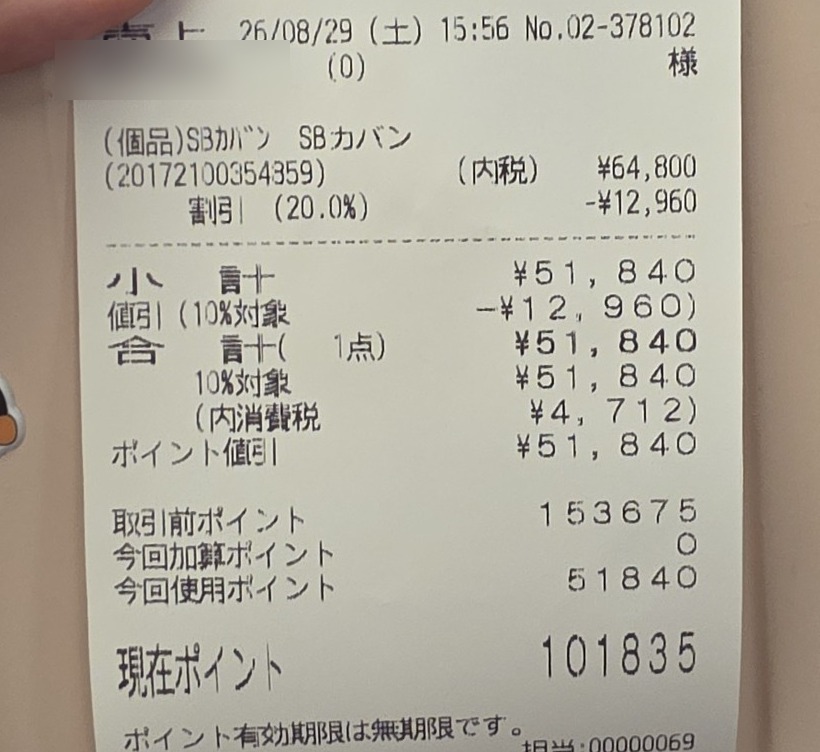 売上 26/08/29 (土) 15:56 No.02-378102
(0) 様
(個品)SBカバン SBカバン
(20172100354859) (内税) ¥64,800
割引 (20.0%) -¥12,960
小 計 ¥51,840
値引(10%対象 -¥12,960)
合 計( 1点) ¥51,840
10%対象 ¥51,840
(内消費税 ¥4,712)
ポイント値引 ¥51,840
取引前ポイント 153675
今回加算ポイント 0
今回使用ポイント 51840
現在ポイント 101835
ポイント有効期限は無期限です。
担当:00000069